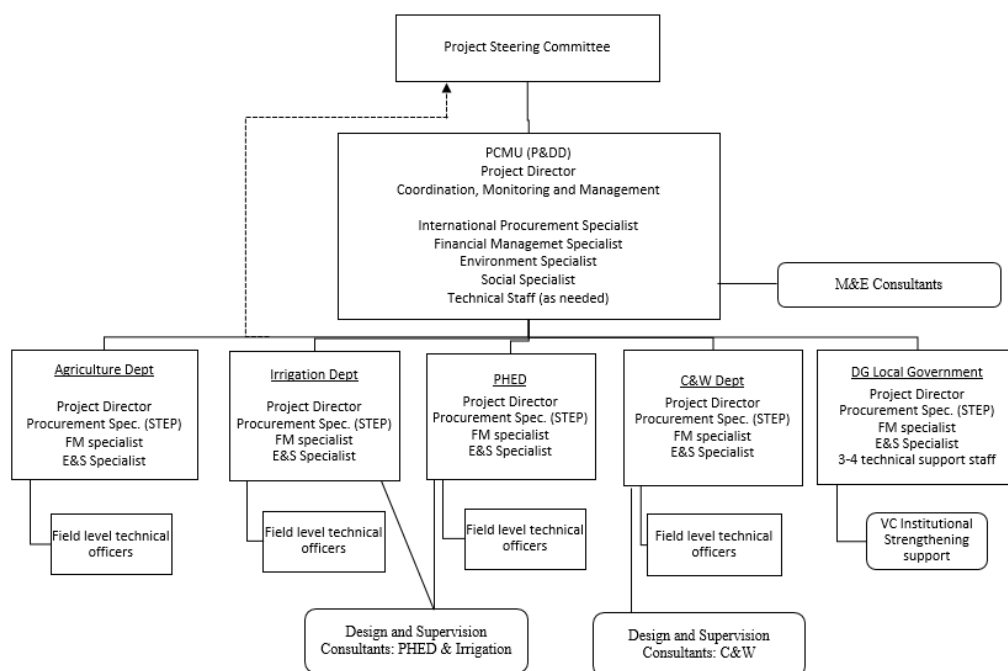 Project Steering Committee
PCMU (P&DD)
Project Director
Coordination, Monitoring and Management
International Procurement Specialist
Financial Managemet Specialist
Environment Specialist
Social Specialist
Technical Staff (as needed)
M&E Consultants
Agriculture Dept
Project Director
Procurement Spec. (STEP)
FM specialist
E&S Specialist
Irrigation Dept
Project Director
Procurement Spec. (STEP)
FM specialist
E&S Specialist
PHED
Project Director
Procurement Spec. (STEP)
FM specialist
E&S Specialist
C&W Dept
Project Director
Procurement Spec. (STEP)
FM specialist
E&S Specialist
DG Local Government
Project Director
Procurement Spec. (STEP)
FM specialist
E&S Specialist
3-4 technical support staff
Field level technical
officers
Field level technical
officers
Field level technical
officers
Field level technical
officers
VC Institutional
Strengthening
support
Design and Supervision
Consultants: PHED & Irrigation
Design and Supervision
Consultants: C&W